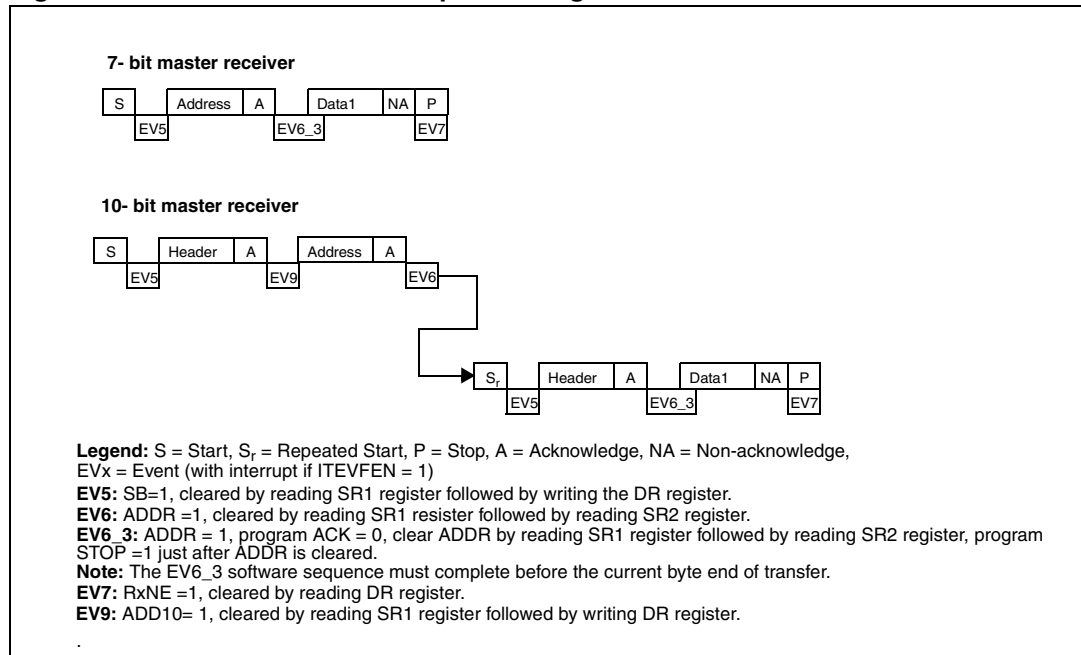 7- bit master receiver
S Address A Data1 NA P
EV5 EV6_3 EV7
10- bit master receiver
S Header A Address A
EV5 EV9 EV6
Sr Header A Data1 NA P
EV5 EV6_3 EV7
Legend: S = Start, Sr = Repeated Start, P = Stop, A = Acknowledge, NA = Non-acknowledge,
EVx = Event (with interrupt if ITEVFEN = 1)
EV5: SB=1, cleared by reading SR1 register followed by writing the DR register.
EV6: ADDR =1, cleared by reading SR1 resister followed by reading SR2 register.
EV6_3: ADDR = 1, program ACK = 0, clear ADDR by reading SR1 register followed by reading SR2 register, program
STOP =1 just after ADDR is cleared.
Note: The EV6_3 software sequence must complete before the current byte end of transfer.
EV7: RxNE =1, cleared by reading DR register.
EV9: ADD10= 1, cleared by reading SR1 register followed by writing DR register.
.